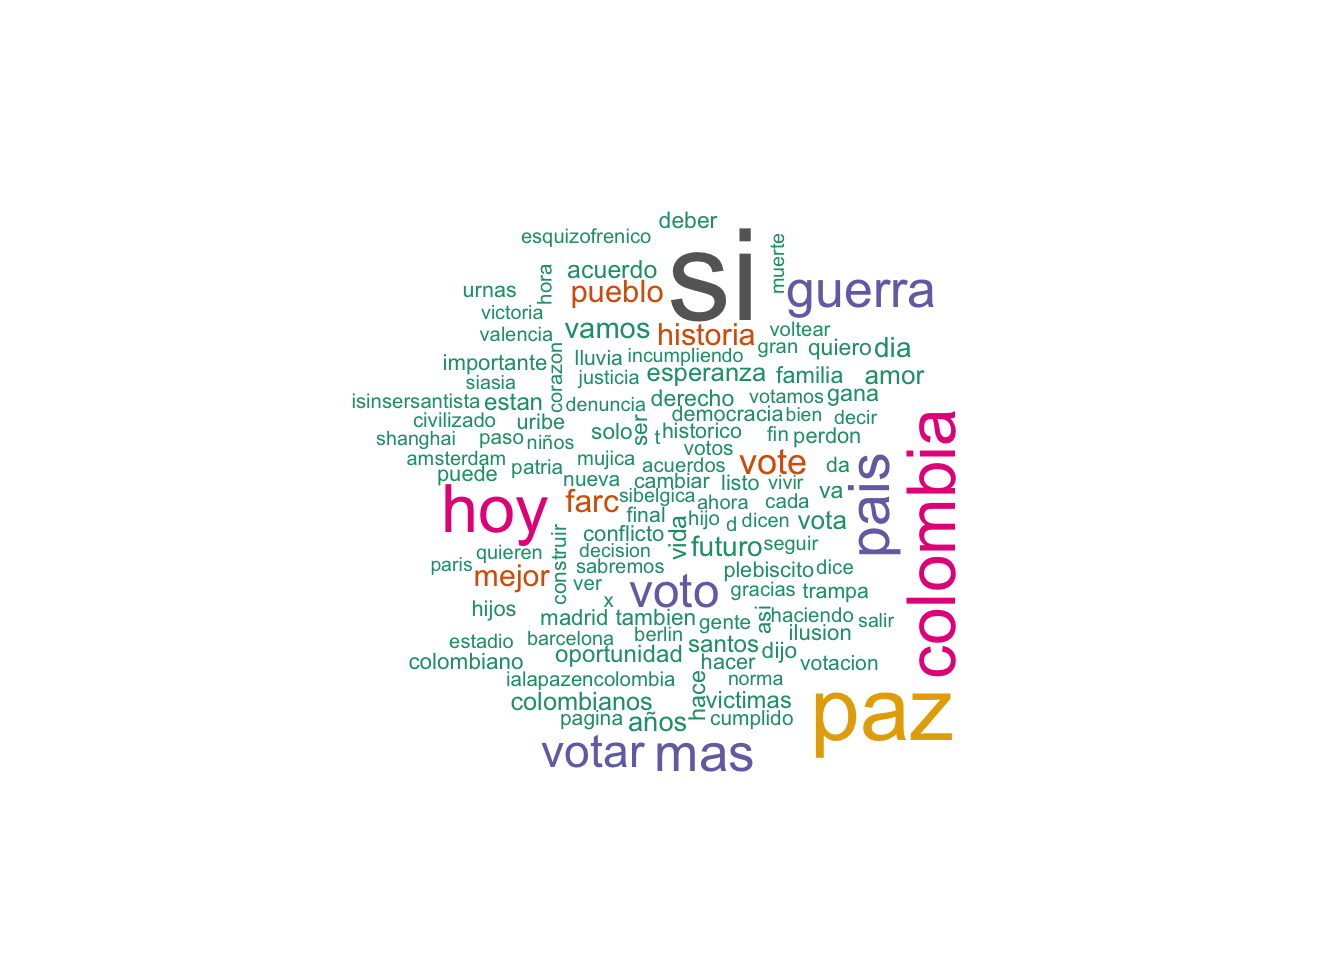 deber
esquizofrenico
si
muerte
hora
acuerdo
guerra
urnas
pueblo
victoria
valencia
vamos
historia
voltear
gran
quiero
dia
corazon
lluvia
incumpliendo
importante
siasia
justicia
esperanza
familia
amor
isinsersantista
estan
denuncia
derecho
votamos
gana
civilizado
uribe
democracia
bien
decir
shanghai
paso
niños
solo
ser
t
historico
fin
perdon
colombia
amsterdam
patria
mujica
acuerdos
votos
vote
da
pais
puede
nueva
cambiar
listo
vivir
va
hoy
farc
sibelgica
ahora
cada
final
hijo
d
dicen
vota
conflicto
vida
quieren
construir
decision
futuro
seguir
paris
mejor
sabremos
ver
plebiscito
dice
x
voto
gracias
trampa
hijos
madrid
tambien
gente
asi
haciendo
salir
estadio
barcelona
berlin
santos
ilusion
colombiano
oportunidad
hacer
dijo
votacion
ialapazencolombia
hace
norma
paz
colombianos
victimas
pagina
años
cumplido
votar
mas